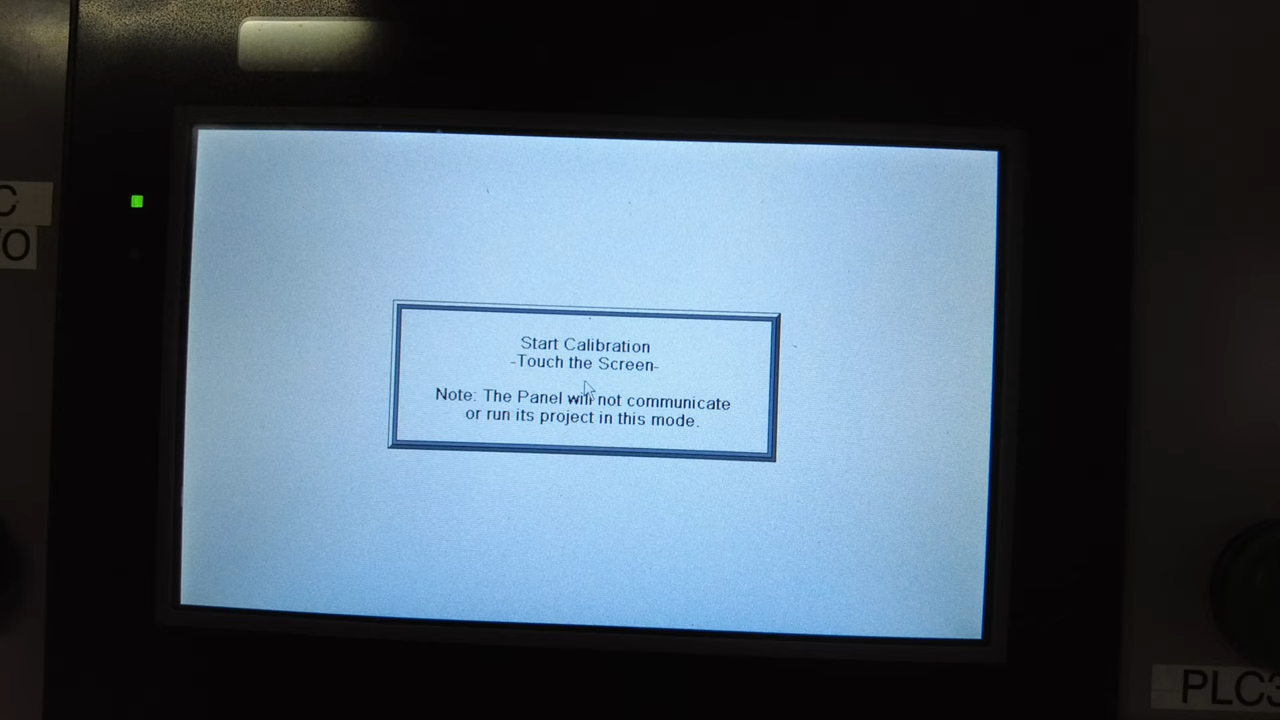 C
O
Start Calibration
-Touch the Screen-
Note: The Panel will not communicate
or run its project in this mode.
PLC3